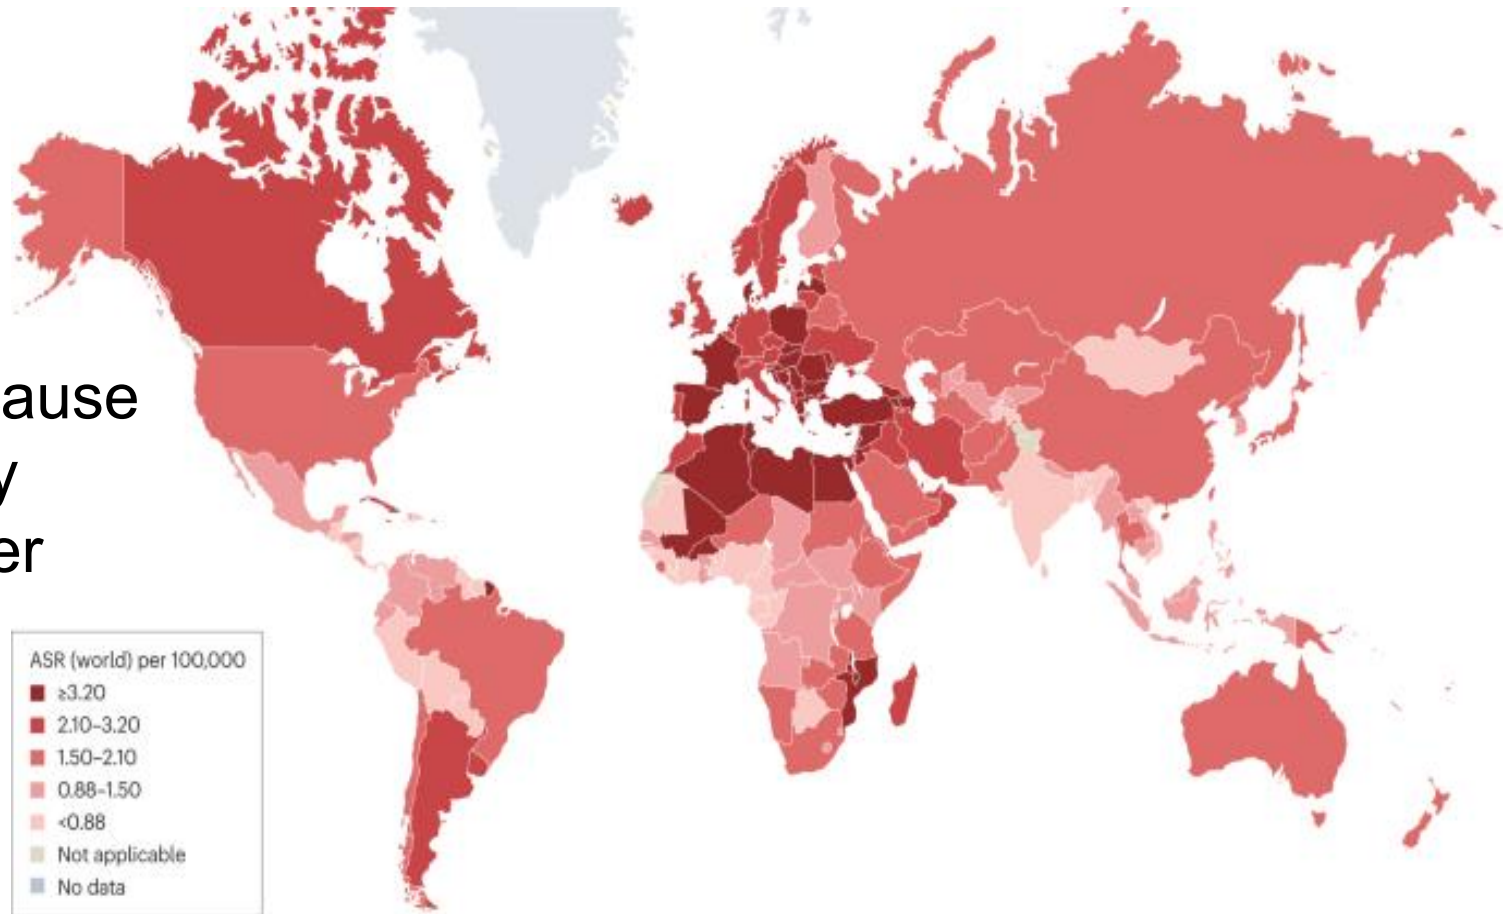 ause
y
er
ASR (world) per 100,000
≥3.20
2.10–3.20
1.50–2.10
0.88–1.50
<0.88
Not applicable
No data